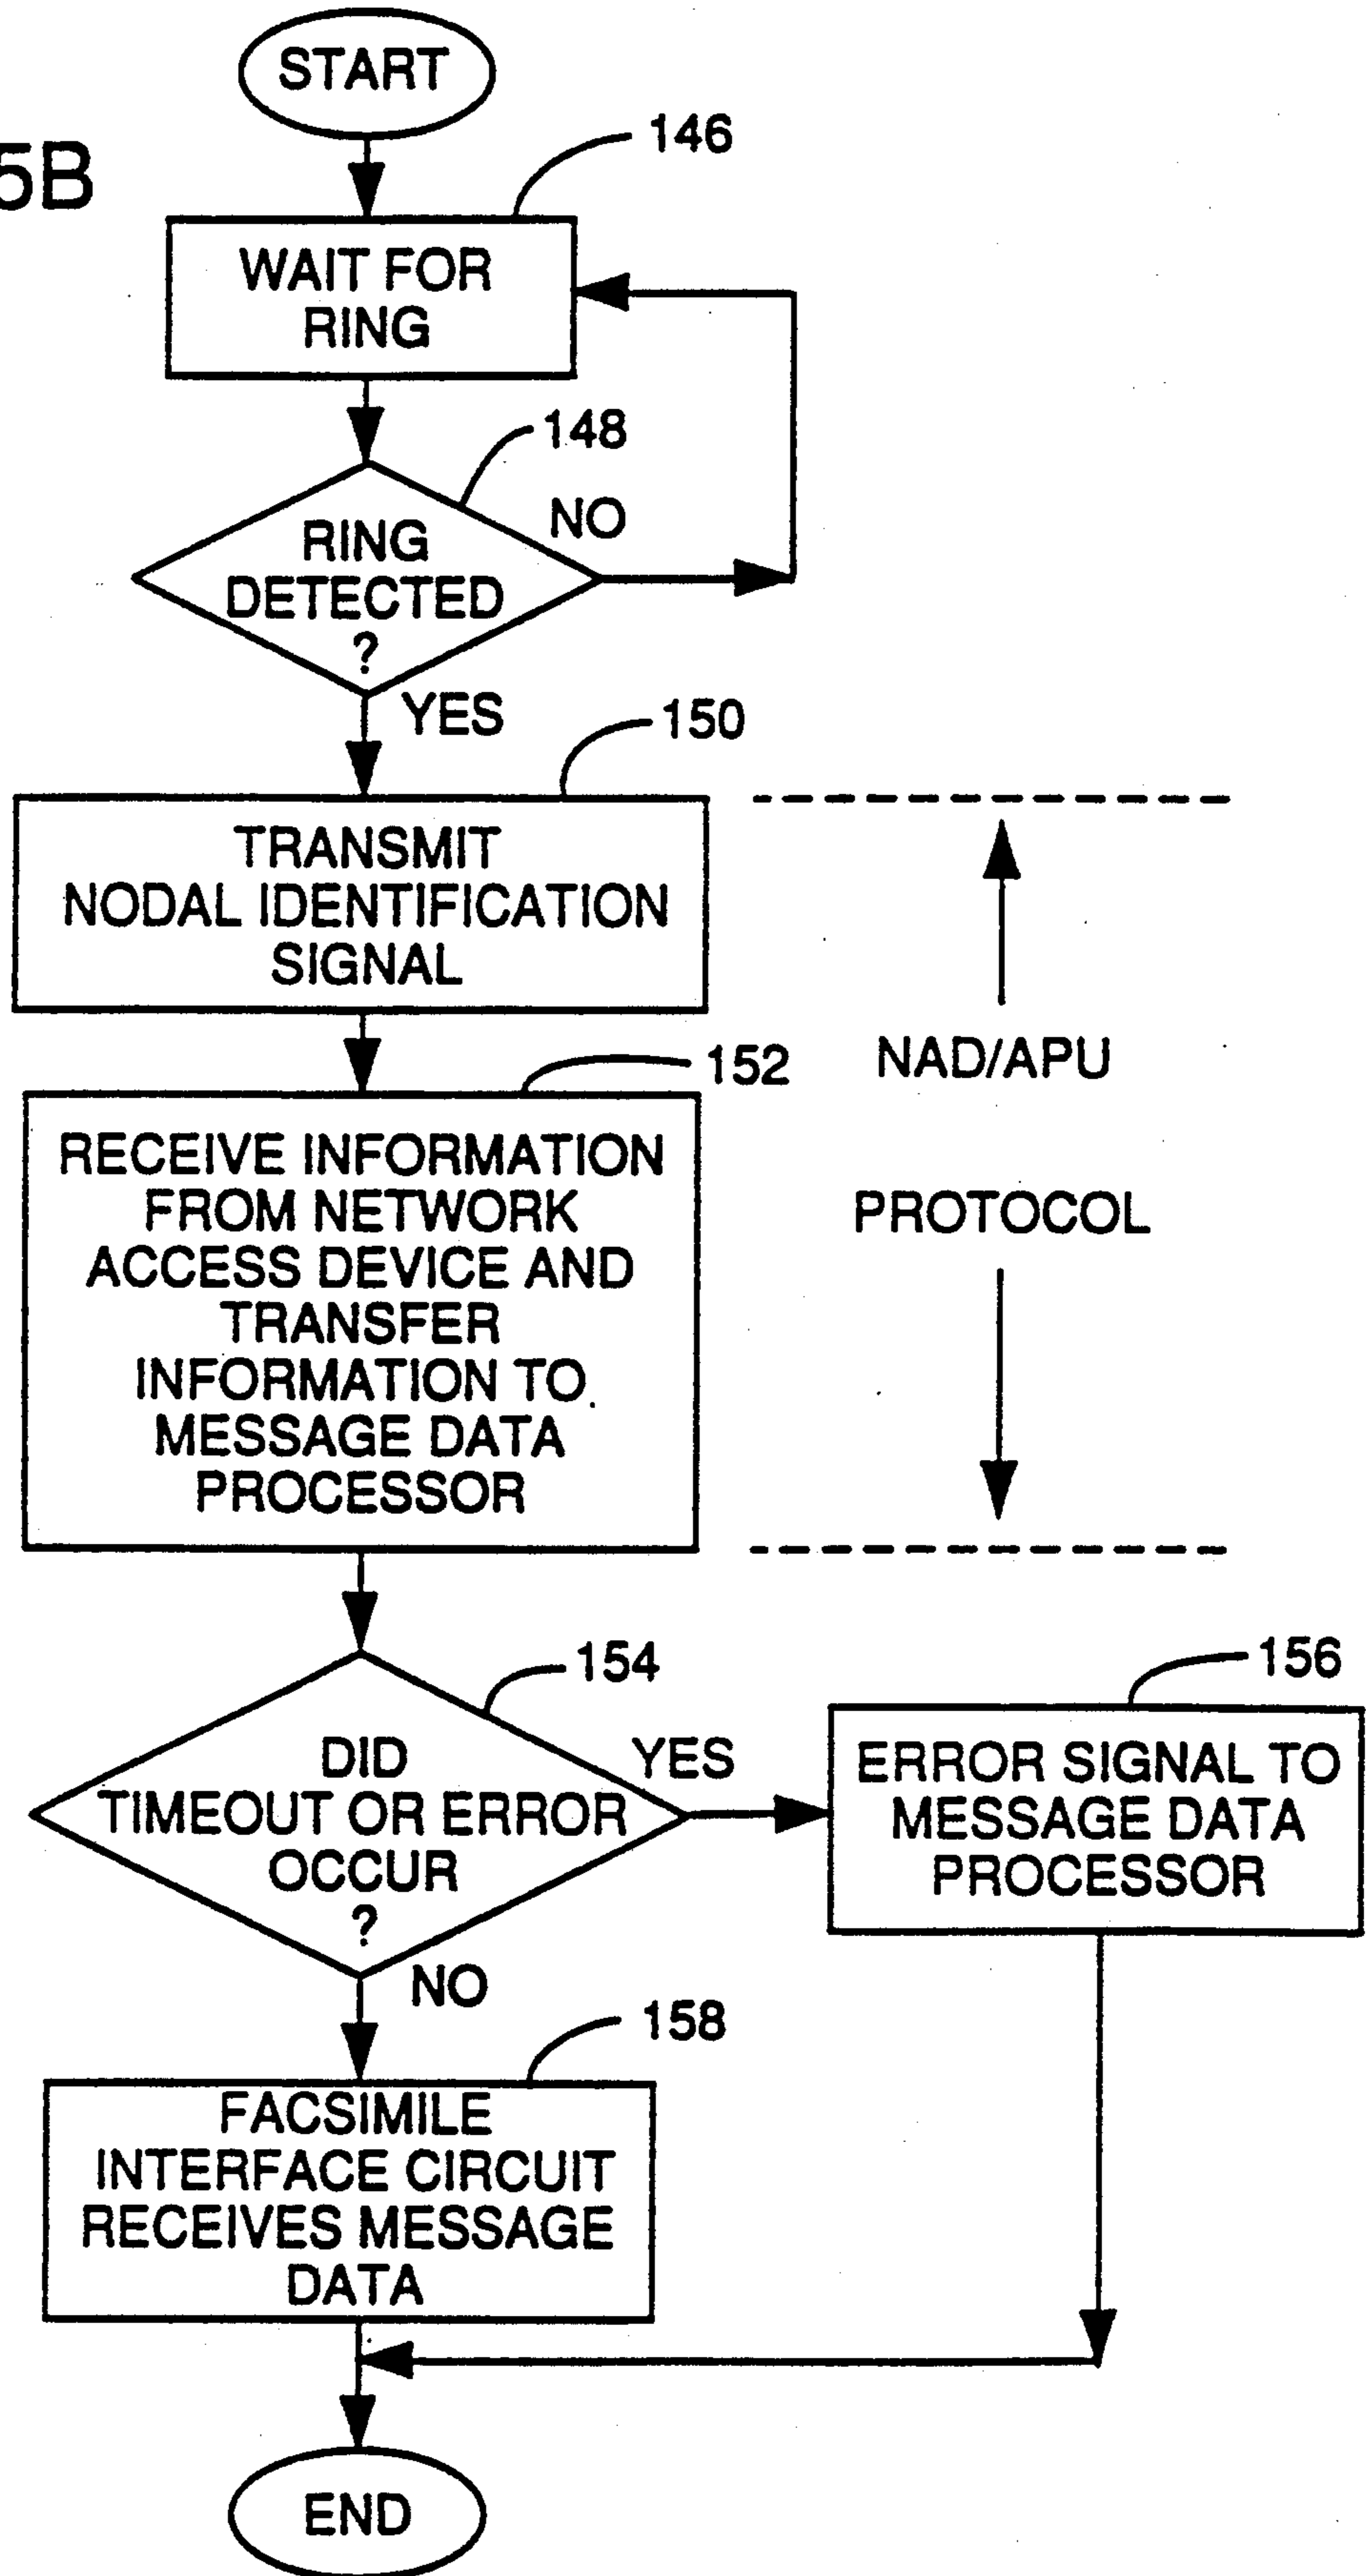 START
146
5B
WAIT FOR
RING
148
NO
RING
DETECTED
?
YES
150
TRANSMIT
NODAL IDENTIFICATION
SIGNAL
152
NAD/APU
RECEIVE INFORMATION
FROM NETWORK
ACCESS DEVICE AND
TRANSFER
INFORMATION TO
MESSAGE DATA
PROCESSOR
PROTOCOL
154
156
DID
TIMEOUT OR ERROR
OCCUR
?
YES
ERROR SIGNAL TO
MESSAGE DATA
PROCESSOR
NO
158
FACSIMILE
INTERFACE CIRCUIT
RECEIVES MESSAGE
DATA
END